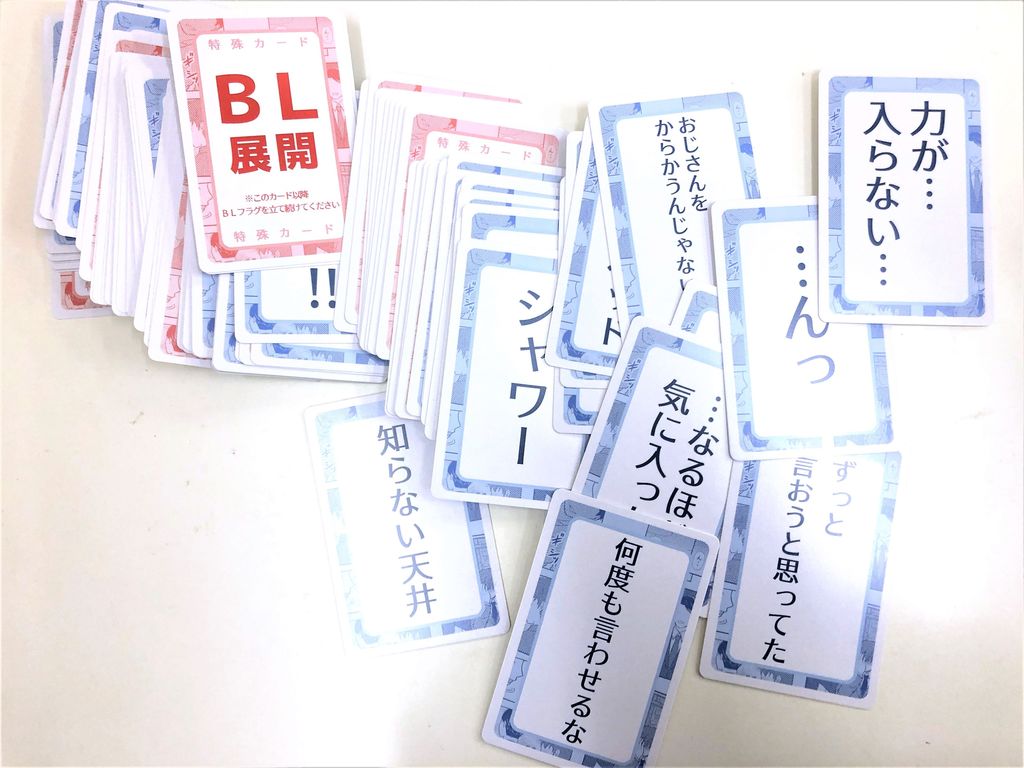 特殊カード
BL
展開
※このカード以降
BLフラグを立て続けてください
特殊カード
特殊カード
!!
シャワー
おじさんを
からかうんじゃない
…んっ
力が…
入らない…
知らない天井
…なるほ
気に入っ
何度も言わせるな
ずっと
言おうと思ってた
ギシッ